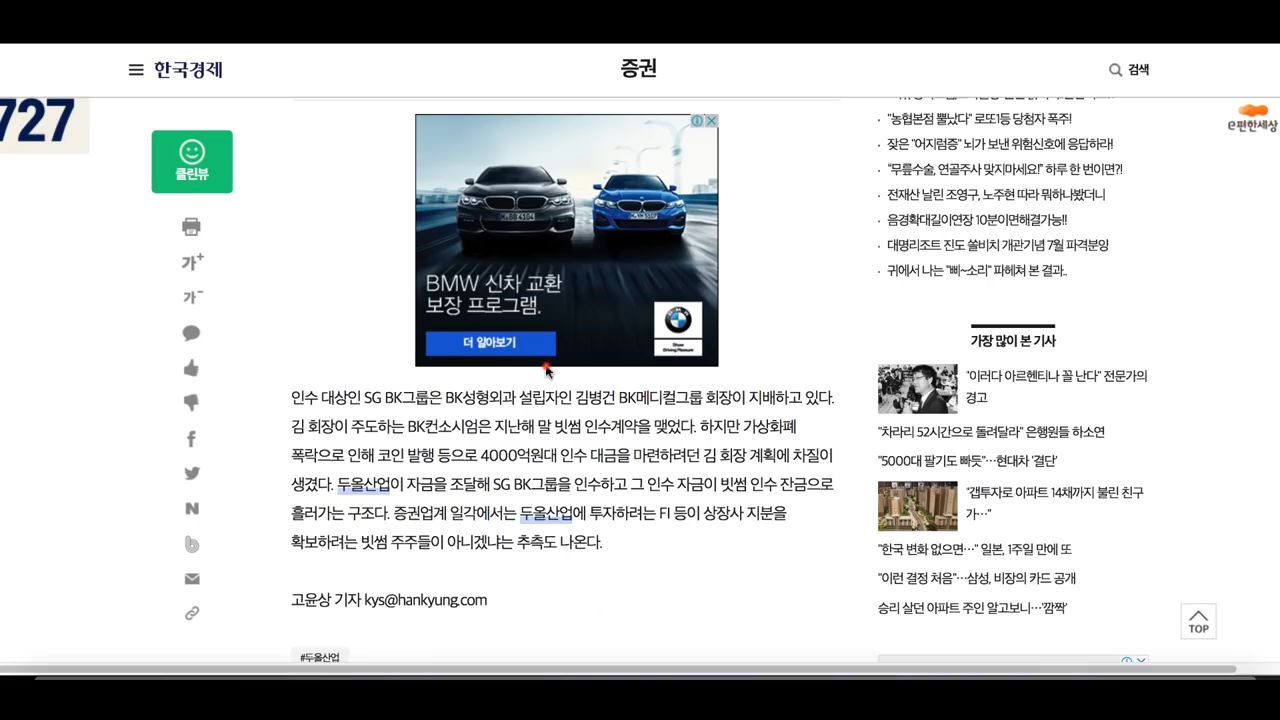 한국경제
증권
검색
727
e편한세상
클린뷰
가+
가-
BMW 신차 교환
보장 프로그램.
더 알아보기
인수 대상인 SG BK그룹은 BK성형외과 설립자인 김병건 BK메디컬그룹 회장이 지배하고 있다.
김 회장이 주도하는 BK컨소시엄은 지난해 말 빗썸 인수계약을 맺었다. 하지만 가상화폐
폭락으로 인해 코인 발행 등으로 4000억원대 인수 대금을 마련하려던 김 회장 계획에 차질이
생겼다. 두올산업이 자금을 조달해 SG BK그룹을 인수하고 그 인수 자금이 빗썸 인수 잔금으로
흘러가는 구조다. 증권업계 일각에서는 두올산업에 투자하려는 FI 등이 상장사 지분을
확보하려는 빗썸 주주들이 아니겠냐는 추측도 나온다.
고윤상 기자 kys@hankyung.com
#두올산업
· "농협본점 뿔났다" 로또1등 당첨자 폭주!
· 잦은 "어지럼증" 뇌가 보낸 위험신호에 응답하라!
· "무릎수술, 연골주사 맞지마세요!" 하루 한 번이면?!
· 전재산 날린 조영구, 노주현 따라 뭐하나봤더니
· 음경확대길이연장 10분이면해결가능!!
· 대명리조트 진도 쏠비치 개관기념 7월 파격분양
· 귀에서 나는 "삐~소리" 파헤쳐 본 결과..
가장 많이 본 기사
"이러다 아르헨티나 꼴 난다" 전문가의
경고
"차라리 52시간으로 돌려달라" 은행원들 하소연
"5000대 팔기도 빠듯"…현대차 '결단'
"갭투자로 아파트 14채까지 불린 친구
가…"
"한국 변화 없으면…" 일본, 1주일 만에 또
"이런 결정 처음"…삼성, 비장의 카드 공개
승리 살던 아파트 주인 알고보니…'깜짝'
TOP